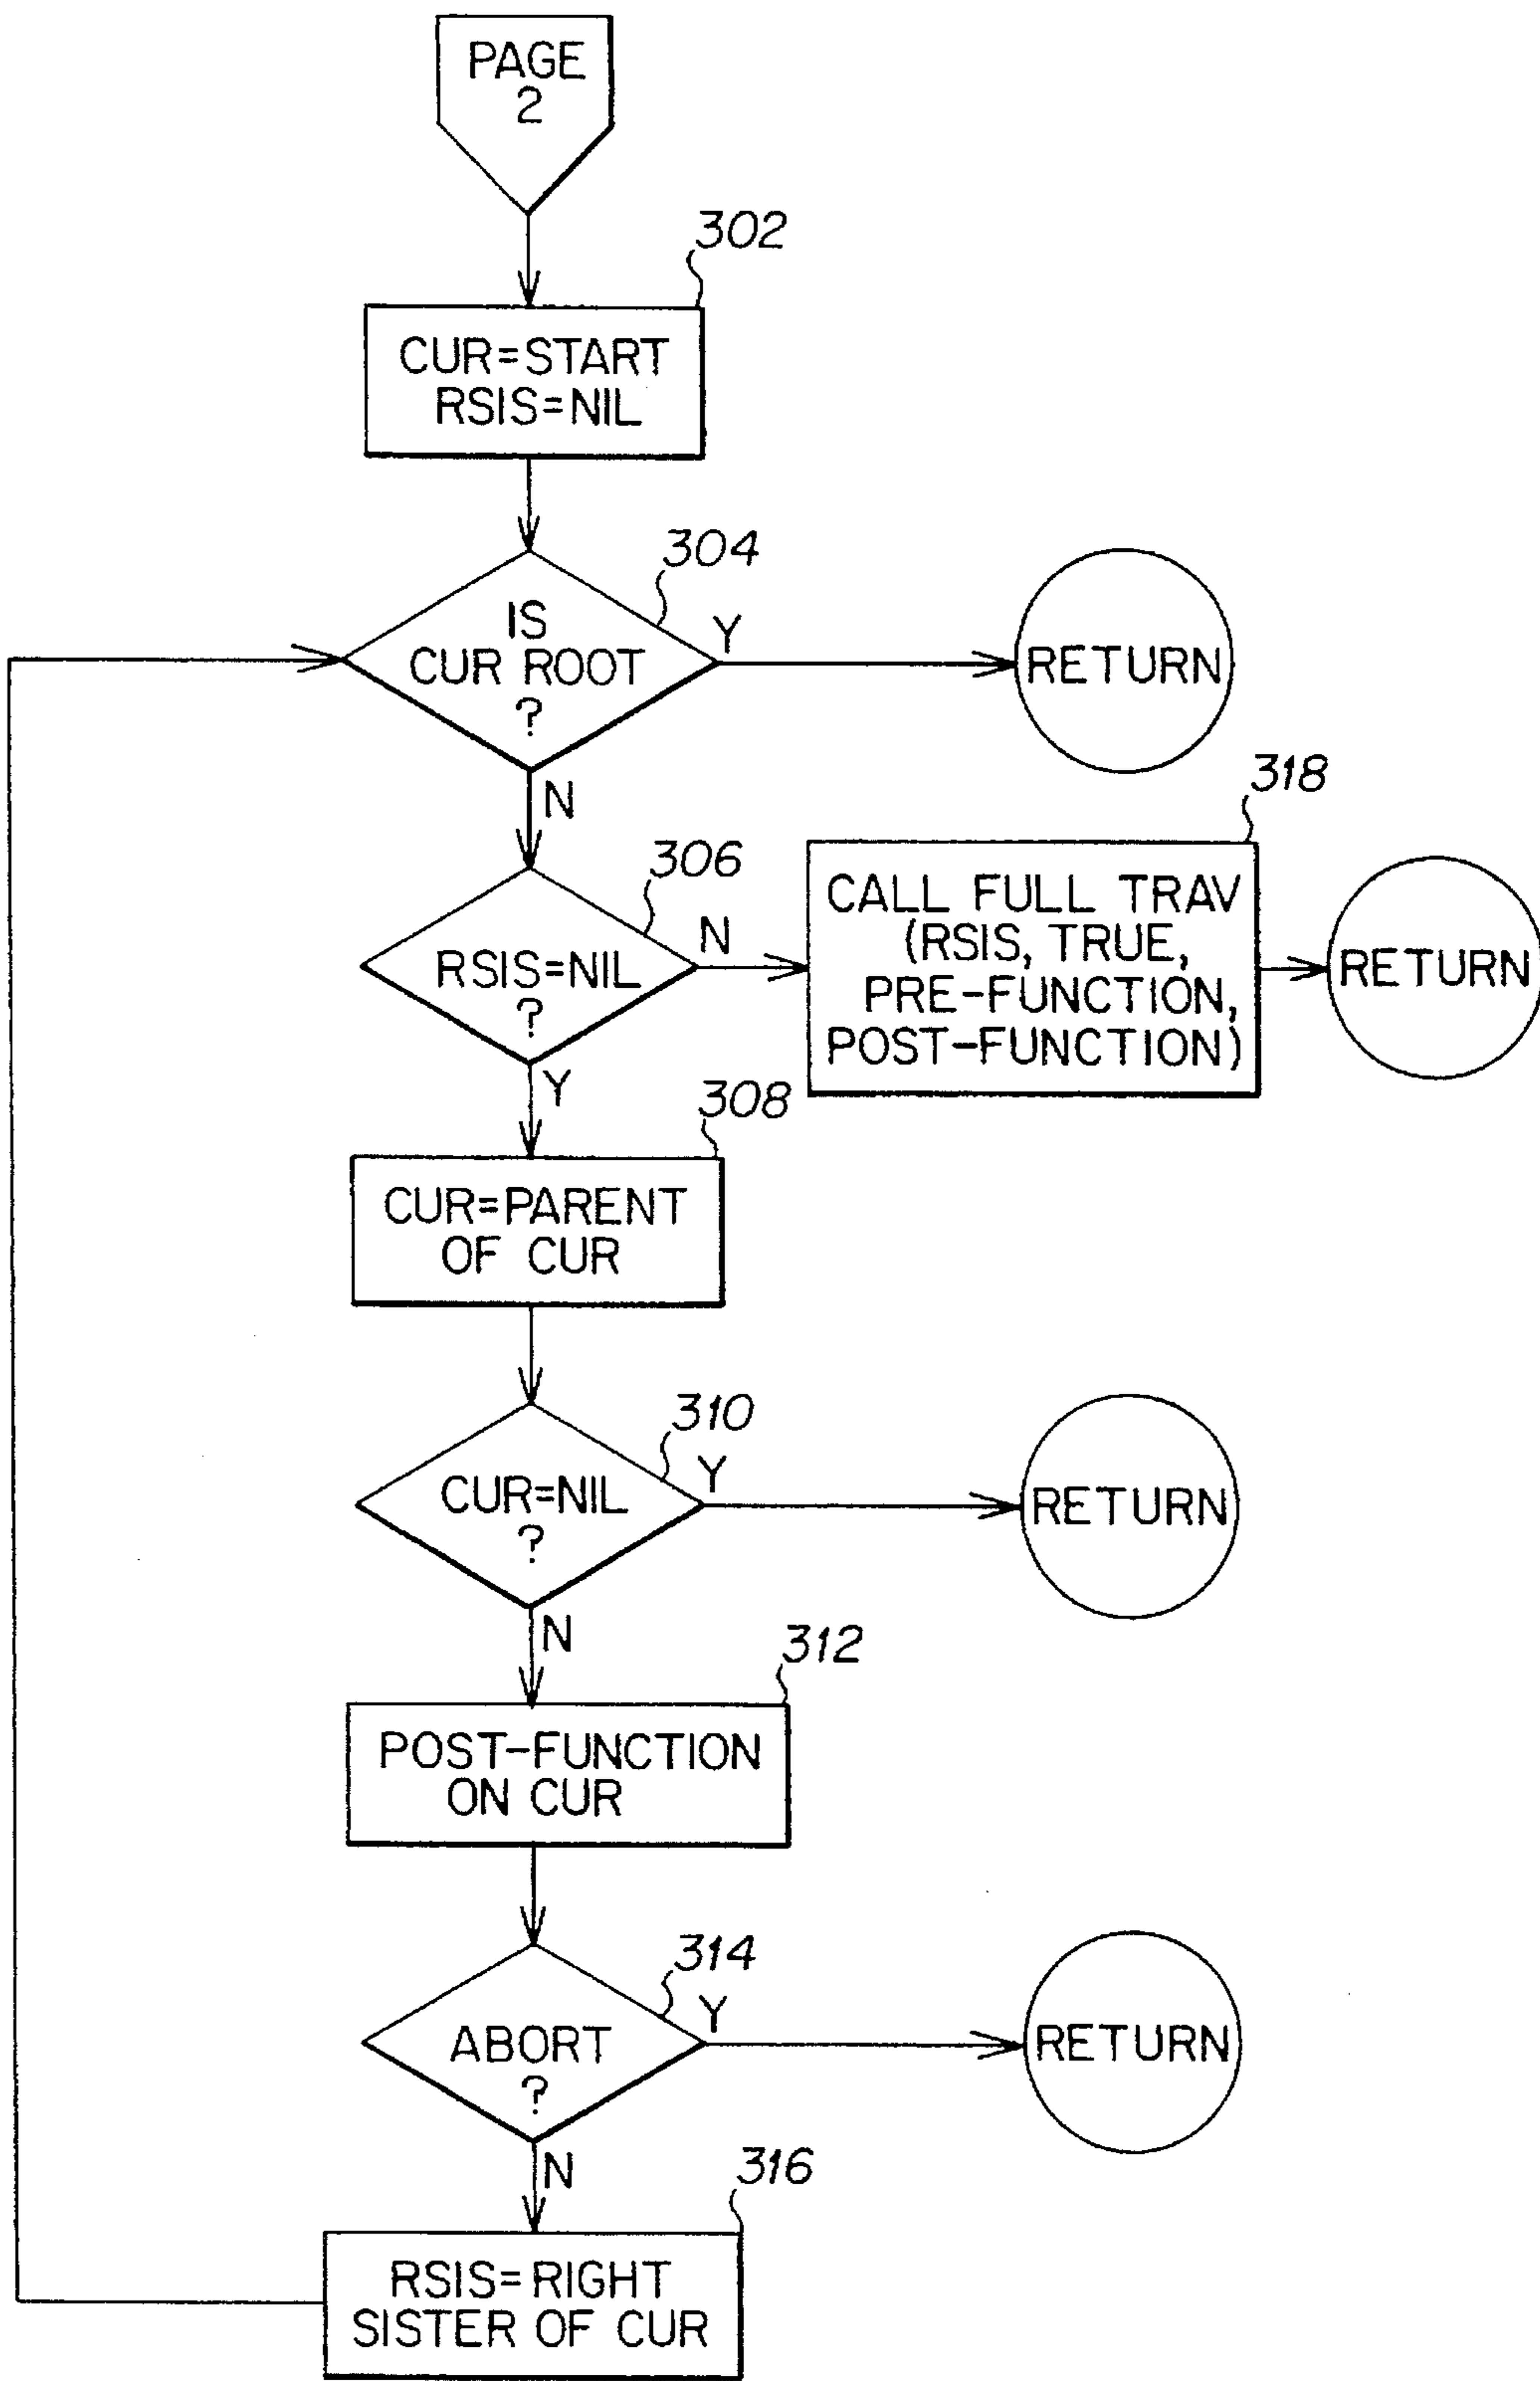 PAGE
2
302
CUR=START
RSIS=NIL
304
IS
CUR ROOT
?
Y
RETURN
N
318
306
RSIS=NIL
?
N
CALL FULL TRAV
(RSIS, TRUE,
PRE-FUNCTION,
POST-FUNCTION)
RETURN
Y
308
CUR=PARENT
OF CUR
310
CUR=NIL
?
Y
RETURN
N
312
POST-FUNCTION
ON CUR
314
ABORT
?
Y
RETURN
N
316
RSIS=RIGHT
SISTER OF CUR